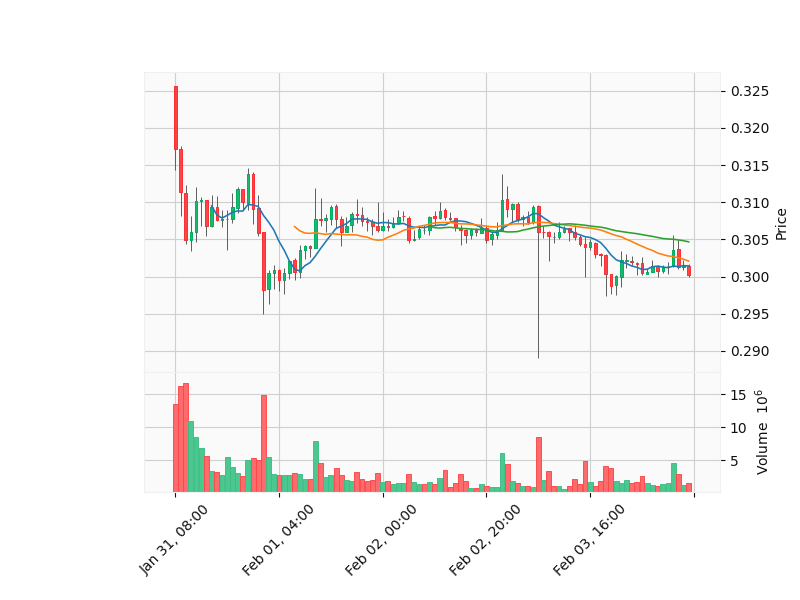 0.325
0.320
0.315
0.310
0.305
0.300
0.295
0.290
Price
15
10
5
Volume 10⁶
Jan 31, 08:00
Feb 01, 04:00
Feb 02, 00:00
Feb 02, 20:00
Feb 03, 16:00